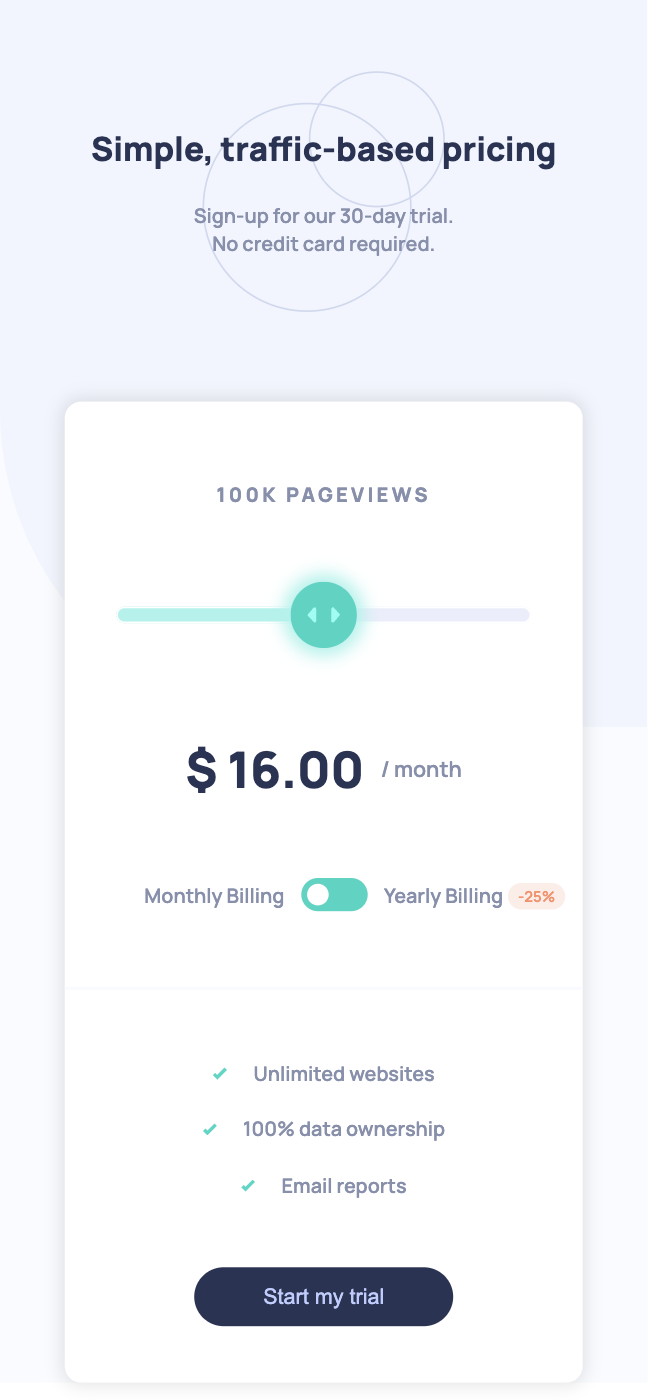 Simple, traffic-based pricing
Sign-up for our 30-day trial.
No credit card required.
100K PAGEVIEWS
$ 16.00 / month
Monthly Billing Yearly Billing -25%
Unlimited websites
100% data ownership
Email reports
Start my trial